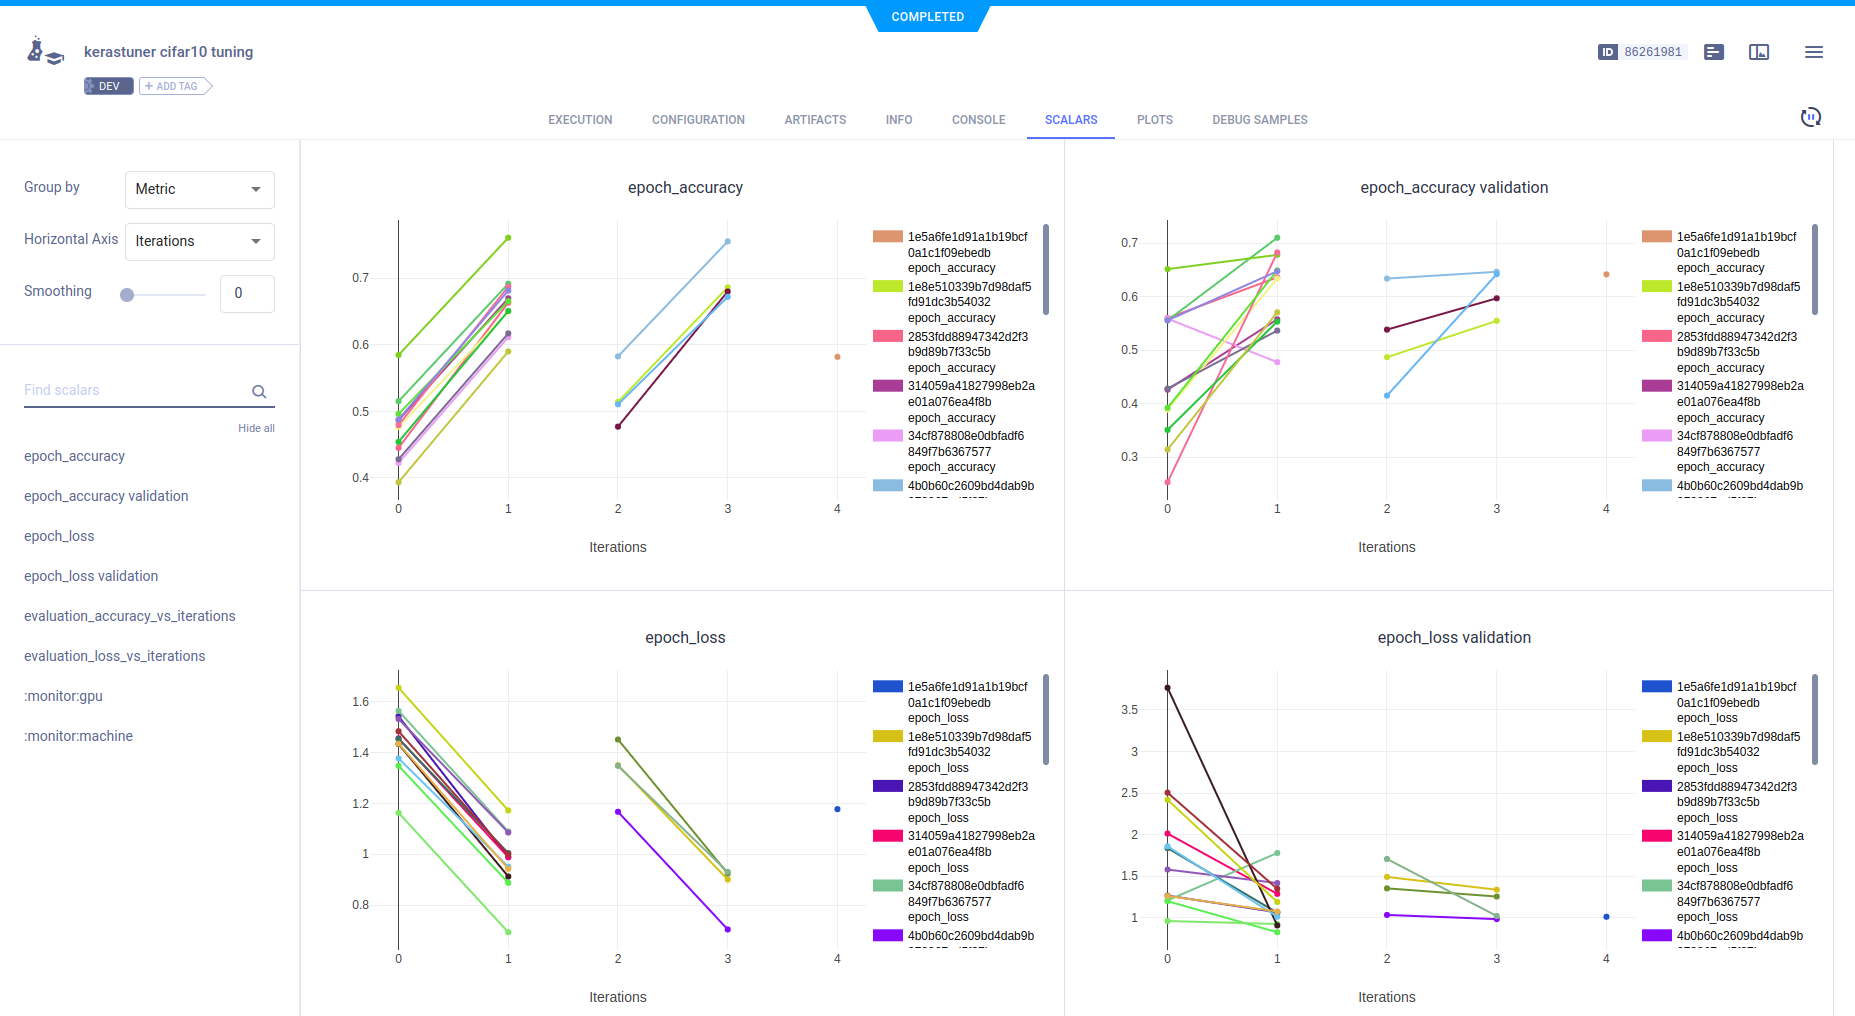 COMPLETED
kerastuner cifar10 tuning
ID 86261981
DEV
+ ADD TAG
EXECUTION CONFIGURATION ARTIFACTS INFO CONSOLE SCALARS PLOTS DEBUG SAMPLES
Group by Metric
Horizontal Axis Iterations
Smoothing 0
Find scalars
Hide all
epoch_accuracy
epoch_accuracy validation
epoch_loss
epoch_loss validation
evaluation_accuracy_vs_iterations
evaluation_loss_vs_iterations
:monitor:gpu
:monitor:machine
epoch_accuracy
0.7
0.6
0.5
0.4
0 1 2 3 4
Iterations
1e5a6fe1d91a1b19bcf
0a1c1f09ebedb
epoch_accuracy
1e8e510339b7d98daf5
fd91dc3b54032
epoch_accuracy
2853fdd88947342d2f3
b9d89b7f33c5b
epoch_accuracy
314059a41827998eb2a
e01a076ea4f8b
epoch_accuracy
34cf878808e0dbfadf6
849f7b6367577
epoch_accuracy
4b0b60c2609bd4dab9b
epoch_accuracy validation
0.7
0.6
0.5
0.4
0.3
0 1 2 3 4
Iterations
1e5a6fe1d91a1b19bcf
0a1c1f09ebedb
epoch_accuracy
1e8e510339b7d98daf5
fd91dc3b54032
epoch_accuracy
2853fdd88947342d2f3
b9d89b7f33c5b
epoch_accuracy
314059a41827998eb2a
e01a076ea4f8b
epoch_accuracy
34cf878808e0dbfadf6
849f7b6367577
epoch_accuracy
4b0b60c2609bd4dab9b
epoch_loss
1.6
1.4
1.2
1
0.8
0 1 2 3 4
Iterations
1e5a6fe1d91a1b19bcf
0a1c1f09ebedb
epoch_loss
1e8e510339b7d98daf5
fd91dc3b54032
epoch_loss
2853fdd88947342d2f3
b9d89b7f33c5b
epoch_loss
314059a41827998eb2a
e01a076ea4f8b
epoch_loss
34cf878808e0dbfadf6
849f7b6367577
epoch_loss
4b0b60c2609bd4dab9b
epoch_loss validation
3.5
3
2.5
2
1.5
1
0 1 2 3 4
Iterations
1e5a6fe1d91a1b19bcf
0a1c1f09ebedb
epoch_loss
1e8e510339b7d98daf5
fd91dc3b54032
epoch_loss
2853fdd88947342d2f3
b9d89b7f33c5b
epoch_loss
314059a41827998eb2a
e01a076ea4f8b
epoch_loss
34cf878808e0dbfadf6
849f7b6367577
epoch_loss
4b0b60c2609bd4dab9b